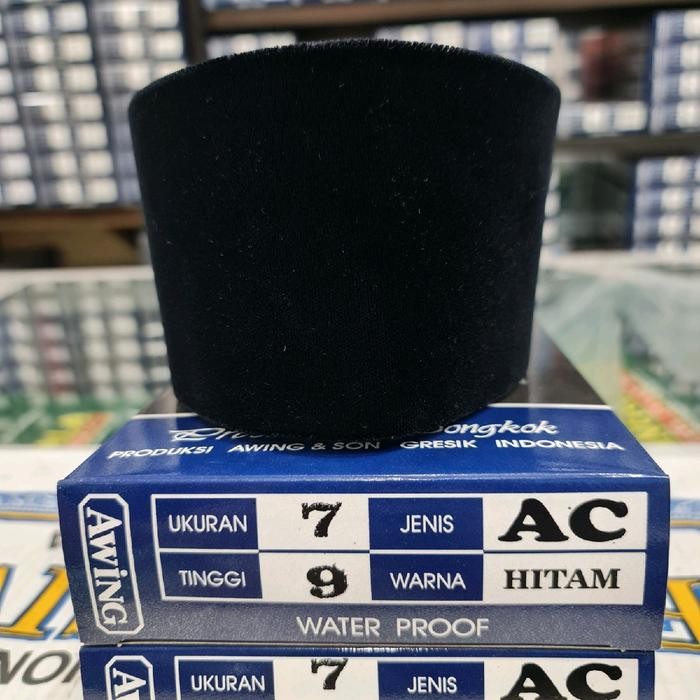 Songkok
PRODUKSI AWING & SON GRESIK INDONESIA
AWING
UKURAN 7 JENIS AC
TINGGI 9 WARNA HITAM
WATER PROOF
UKURAN 7 JENIS AC